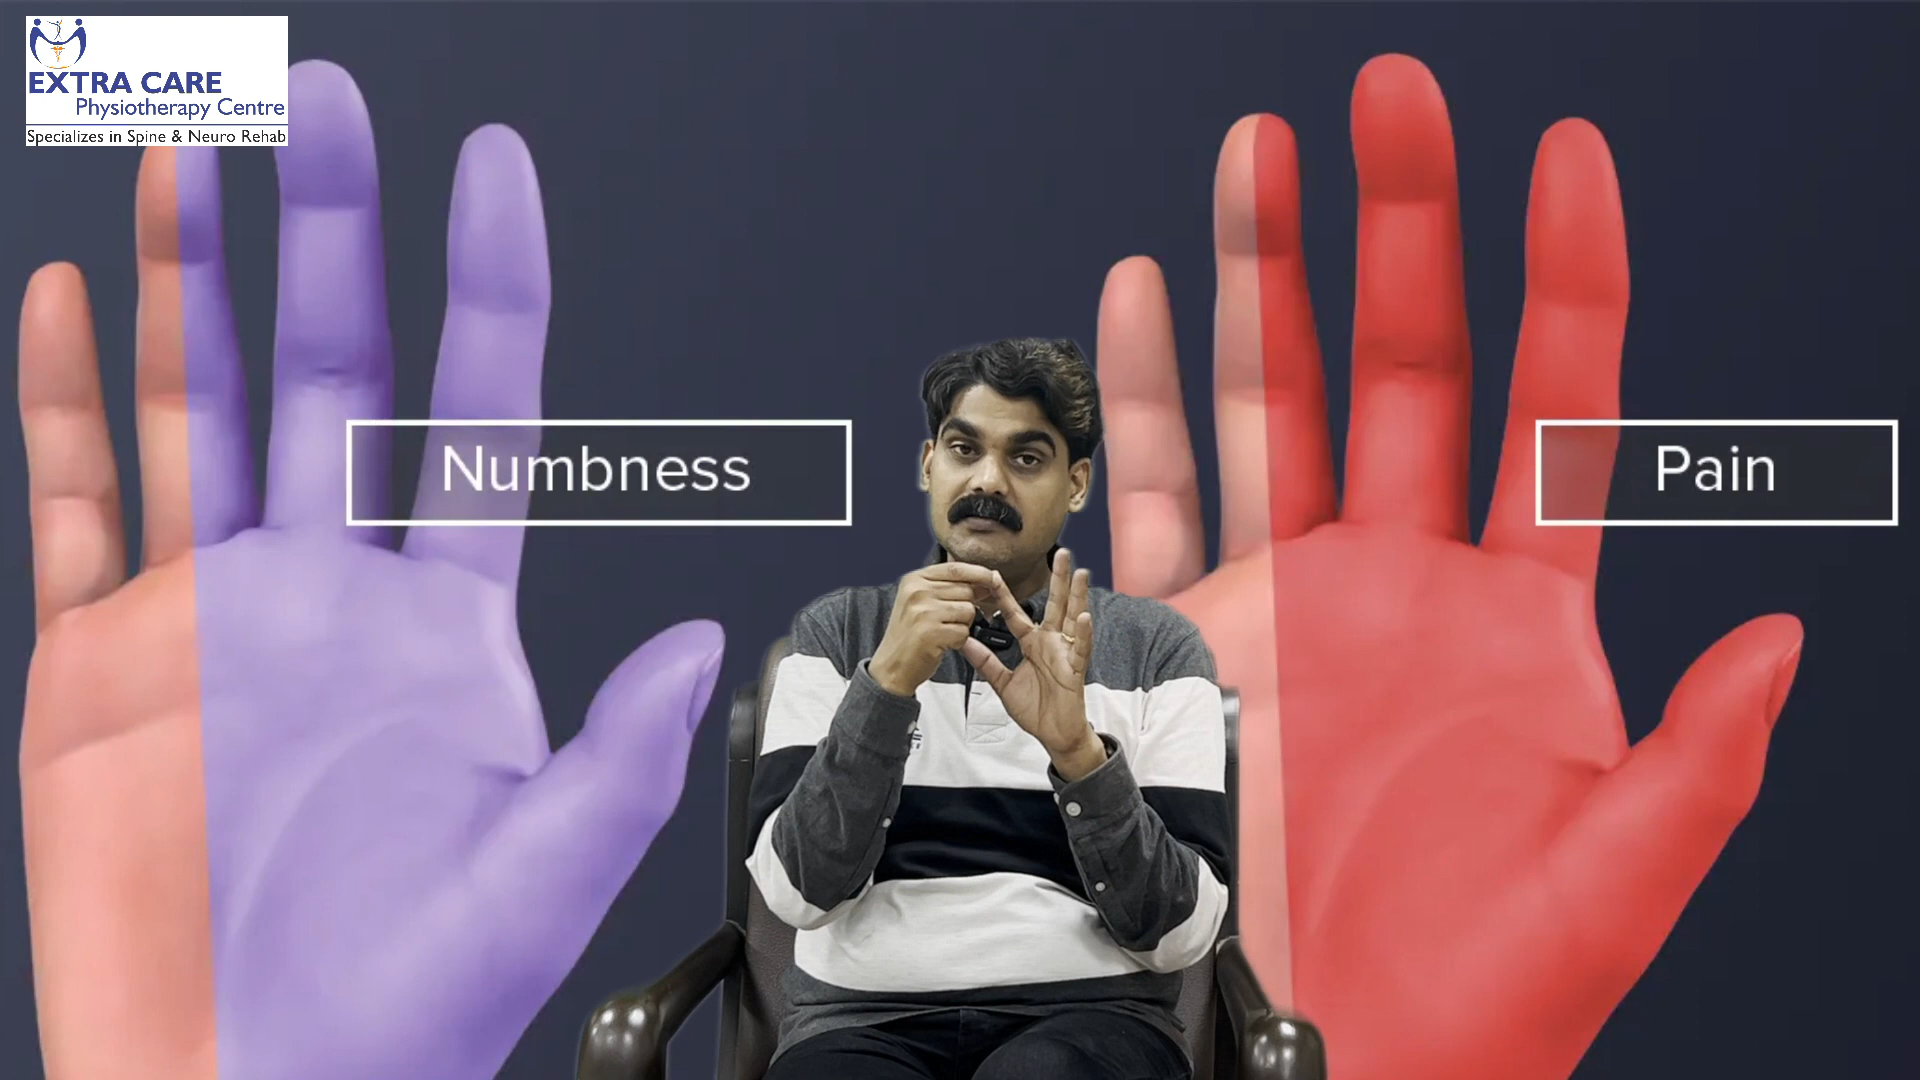 EXTRA CARE
Physiotherapy Centre
Specializes in Spine & Neuro Rehab
Numbness
Pain